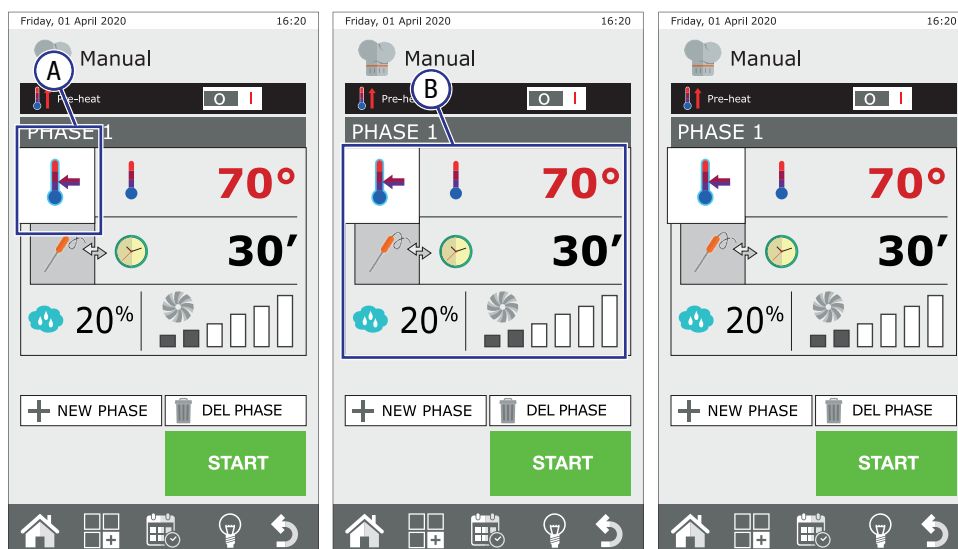 Friday, 01 April 2020 16:20
Manual
A
Pre-heat O I
PHASE 1
70°
30′
20%
NEW PHASE DEL PHASE
START
Friday, 01 April 2020 16:20
Manual
B
Pre-he O I
PHASE 1
70°
30′
20%
NEW PHASE DEL PHASE
START
Friday, 01 April 2020 16:20
Manual
Pre-heat O I
PHASE 1
70°
30′
20%
NEW PHASE DEL PHASE
START